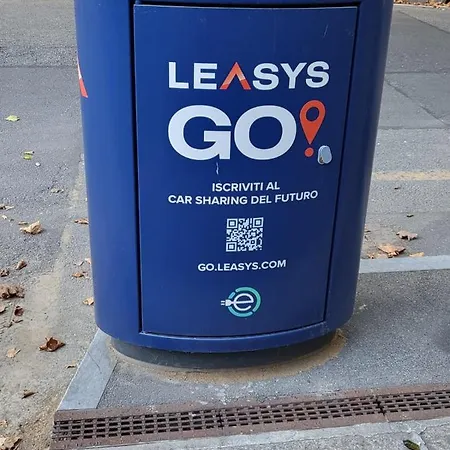 LEASYS
GO!
ISCRIVITI AL
CAR SHARING DEL FUTURO
GO.LEASYS.COM
e